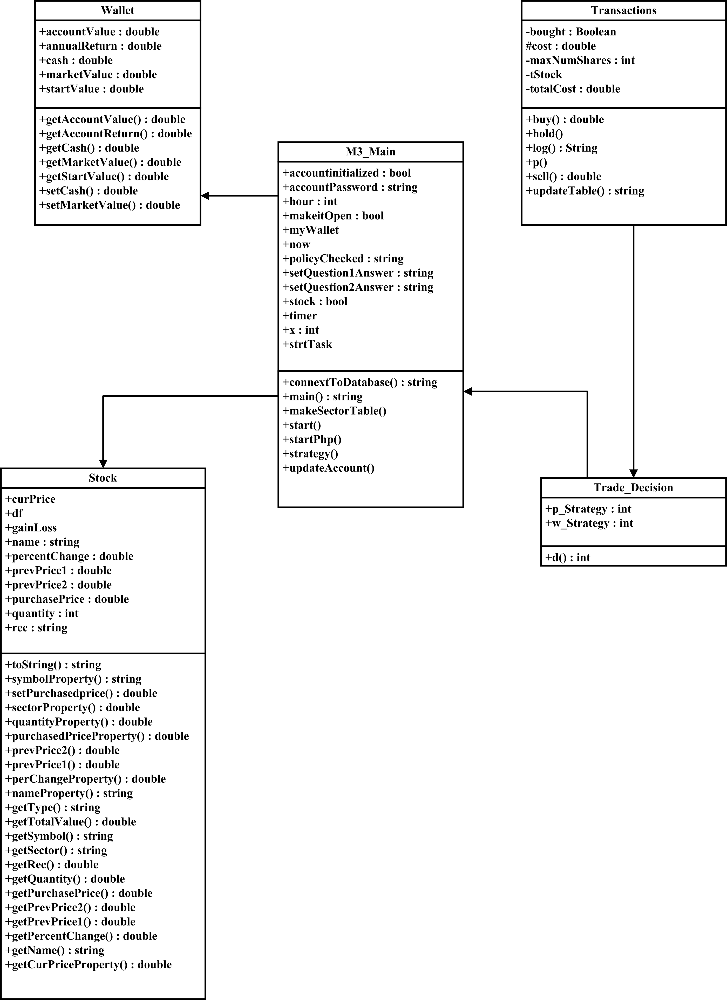 Wallet
+accountValue : double
+annualReturn : double
+cash : double
+marketValue : double
+startValue : double
+getAccountValue() : double
+getAccountReturn() : double
+getCash() : double
+getMarketValue() : double
+getStartValue() : double
+setCash() : double
+setMarketValue() : double
Transactions
-bought : Boolean
#cost : double
-maxNumShares : int
-tStock
-totalCost : double
+buy() : double
+hold()
+log() : String
+p()
+sell() : double
+updateTable() : string
M3_Main
+accountinitialized : bool
+accountPassword : string
+hour : int
+makeitOpen : bool
+myWallet
+now
+policyChecked : string
+setQuestion1Answer : string
+setQuestion2Answer : string
+stock : bool
+timer
+x : int
+strtTask
+connextToDatabase() : string
+main() : string
+makeSectorTable()
+start()
+startPhp()
+strategy()
+updateAccount()
Stock
+curPrice
+df
+gainLoss
+name : string
+percentChange : double
+prevPrice1 : double
+prevPrice2 : double
+purchasePrice : double
+quantity : int
+rec : string
+toString() : string
+symbolProperty() : string
+setPurchasedprice() : double
+sectorProperty() : double
+quantityProperty() : double
+purchasedPriceProperty() : double
+prevPrice2() : double
+prevPrice1() : double
+perChangeProperty() : double
+nameProperty() : string
+getType() : string
+getTotalValue() : double
+getSymbol() : string
+getSector() : string
+getRec() : double
+getQuantity() : double
+getPurchasePrice() : double
+getPrevPrice2() : double
+getPrevPrice1() : double
+getPercentChange() : double
+getName() : string
+getCurPriceProperty() : double
Trade_Decision
+p_Strategy : int
+w_Strategy : int
+d() : int